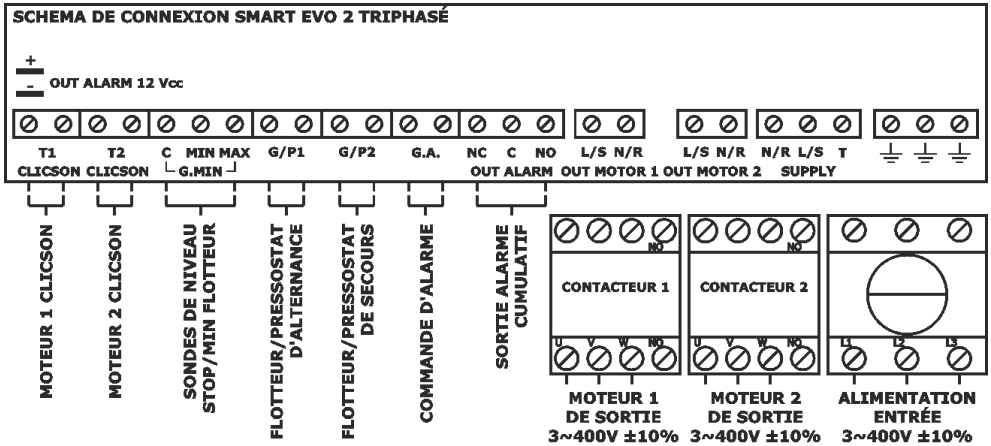 SCHEMA DE CONNEXION SMART EVO 2 TRIPHASÉ
+
- OUT ALARM 12 Vcc
T1 T2 C MIN MAX G/P1 G/P2 G.A. NC C NO L/S N/R L/S N/R N/R L/S T
CLICSON CLICSON G.MIN OUT ALARM OUT MOTOR 1 OUT MOTOR 2 SUPPLY
MOTEUR 1 CLICSON
MOTEUR 2 CLICSON
SONDES DE NIVEAU
STOP/MIN FLOTTEUR
FLOTTEUR/PRESSOSTAT
D'ALTERNANCE
FLOTTEUR/PRESSOSTAT
DE SECOURS
COMMANDE D'ALARME
SORTIE ALARME
CUMULATIF
NO
CONTACTEUR 1
U V W NO
MOTEUR 1
DE SORTIE
3~400V ±10%
NO
CONTACTEUR 2
U V W NO
MOTEUR 2
DE SORTIE
3~400V ±10%
L1 L2 L3
ALIMENTATION
ENTRÉE
3~400V ±10%